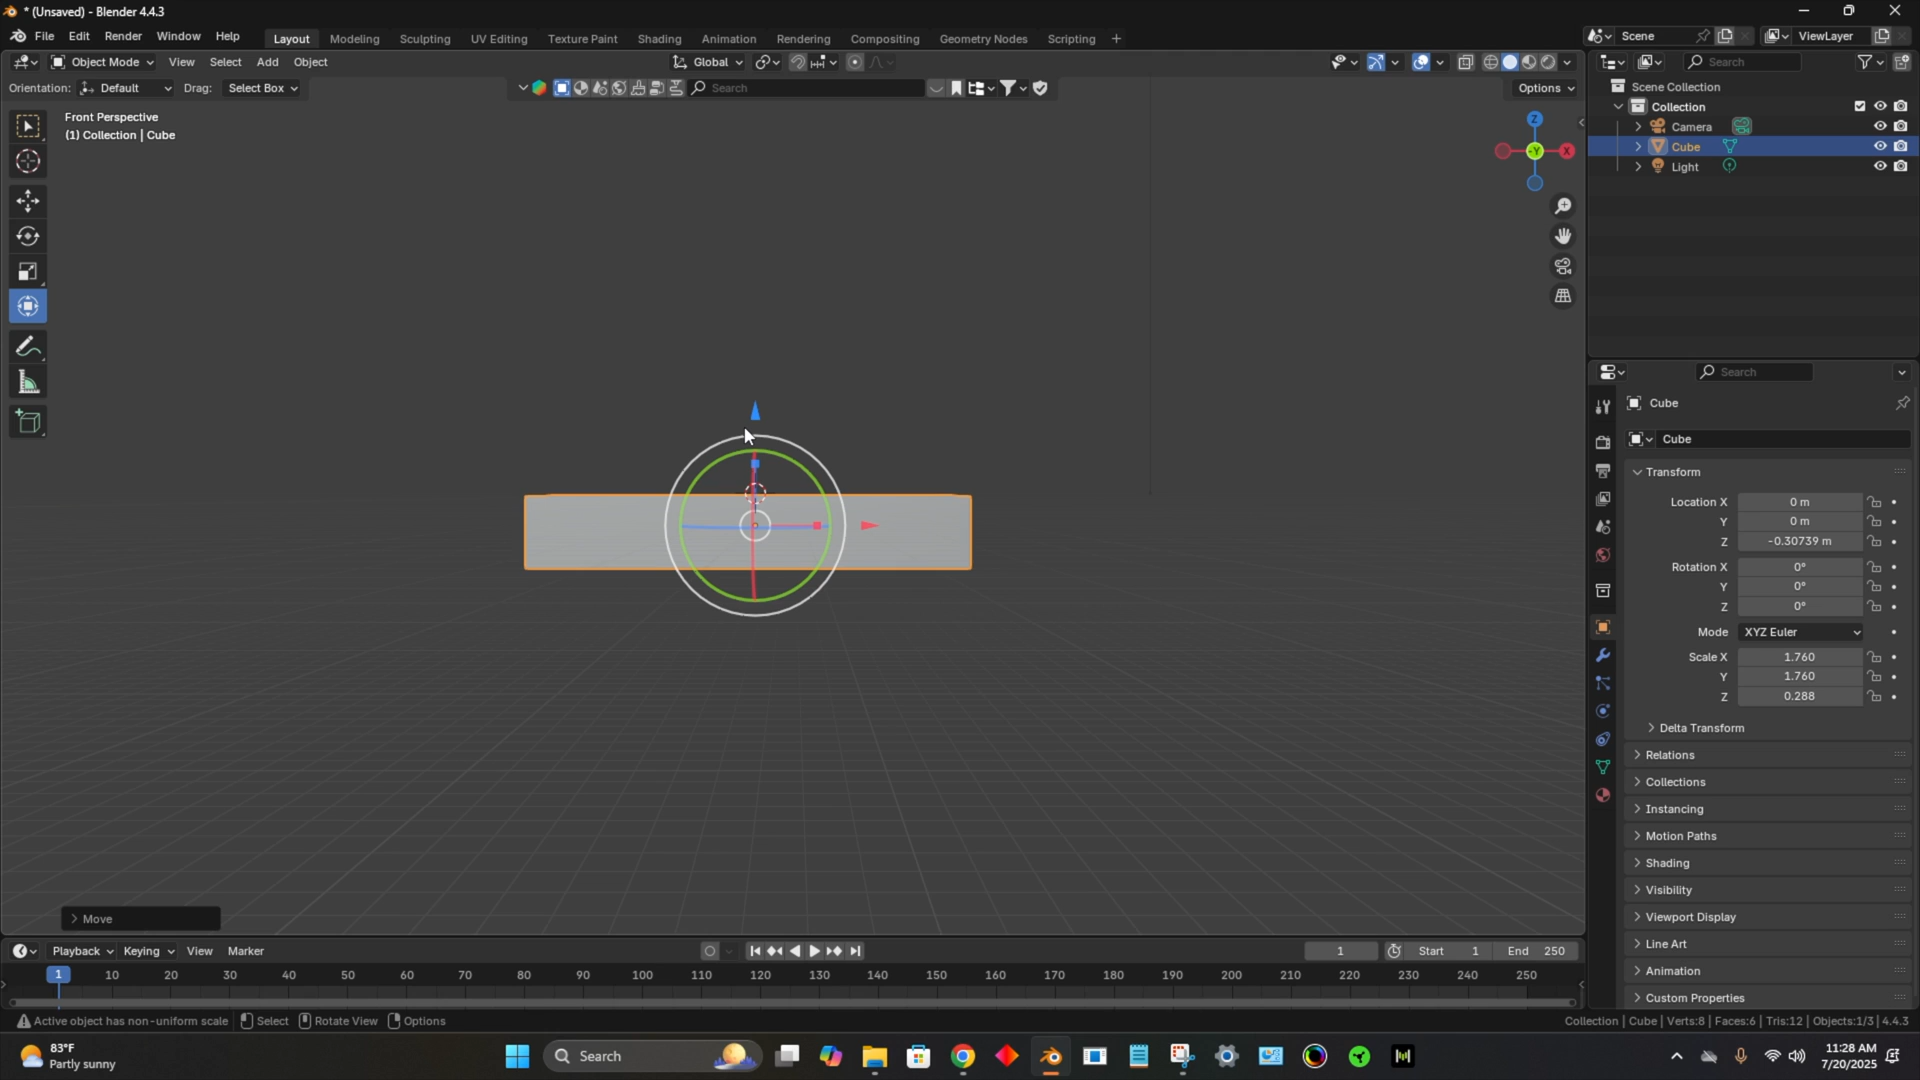 * (Unsaved) - Blender 4.4.3
File Edit Render Window Help
Layout Modeling Sculpting UV Editing Texture Paint Shading Animation Rendering Compositing Geometry Nodes Scripting +
Scene
ViewLayer
Object Mode View Select Add Object
Global
Search
Orientation: Default Drag: Select Box
Search
Options
Front Perspective
(1) Collection | Cube
Z
-Y
X
Scene Collection
Collection
Camera
Cube
Light
Search
Cube
Cube
Transform
Location X 0 m
Y 0 m
Z -0.30739 m
Rotation X 0°
Y 0°
Z 0°
Mode XYZ Euler
Scale X 1.760
Y 1.760
Z 0.288
Delta Transform
Relations
Collections
Instancing
Motion Paths
Shading
Visibility
Viewport Display
Line Art
Animation
Custom Properties
Move
Playback Keying View Marker
1
Start 1 End 250
1 10 20 30 40 50 60 70 80 90 100 110 120 130 140 150 160 170 180 190 200 210 220 230 240 250
Active object has non-uniform scale Select Rotate View Options
Collection | Cube | Verts:8 | Faces:6 | Tris:12 | Objects:1/3 | 4.4.3
83°F
Partly sunny
Search
11:28 AM
7/20/2025